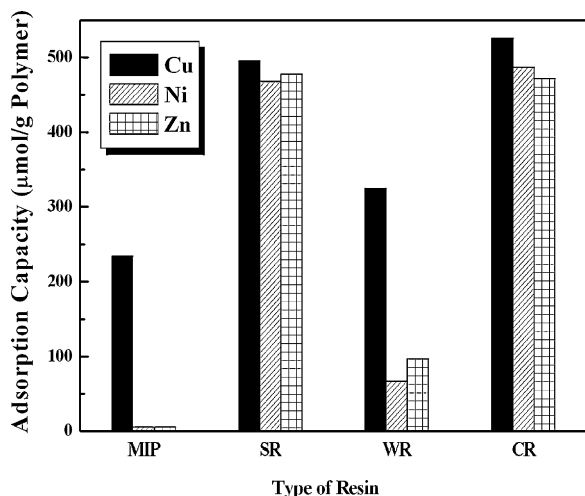 Adsorption Capacity (μmol/g Polymer)
500
400
300
200
100
0
Cu
Ni
Zn
MIP SR WR CR
Type of Resin